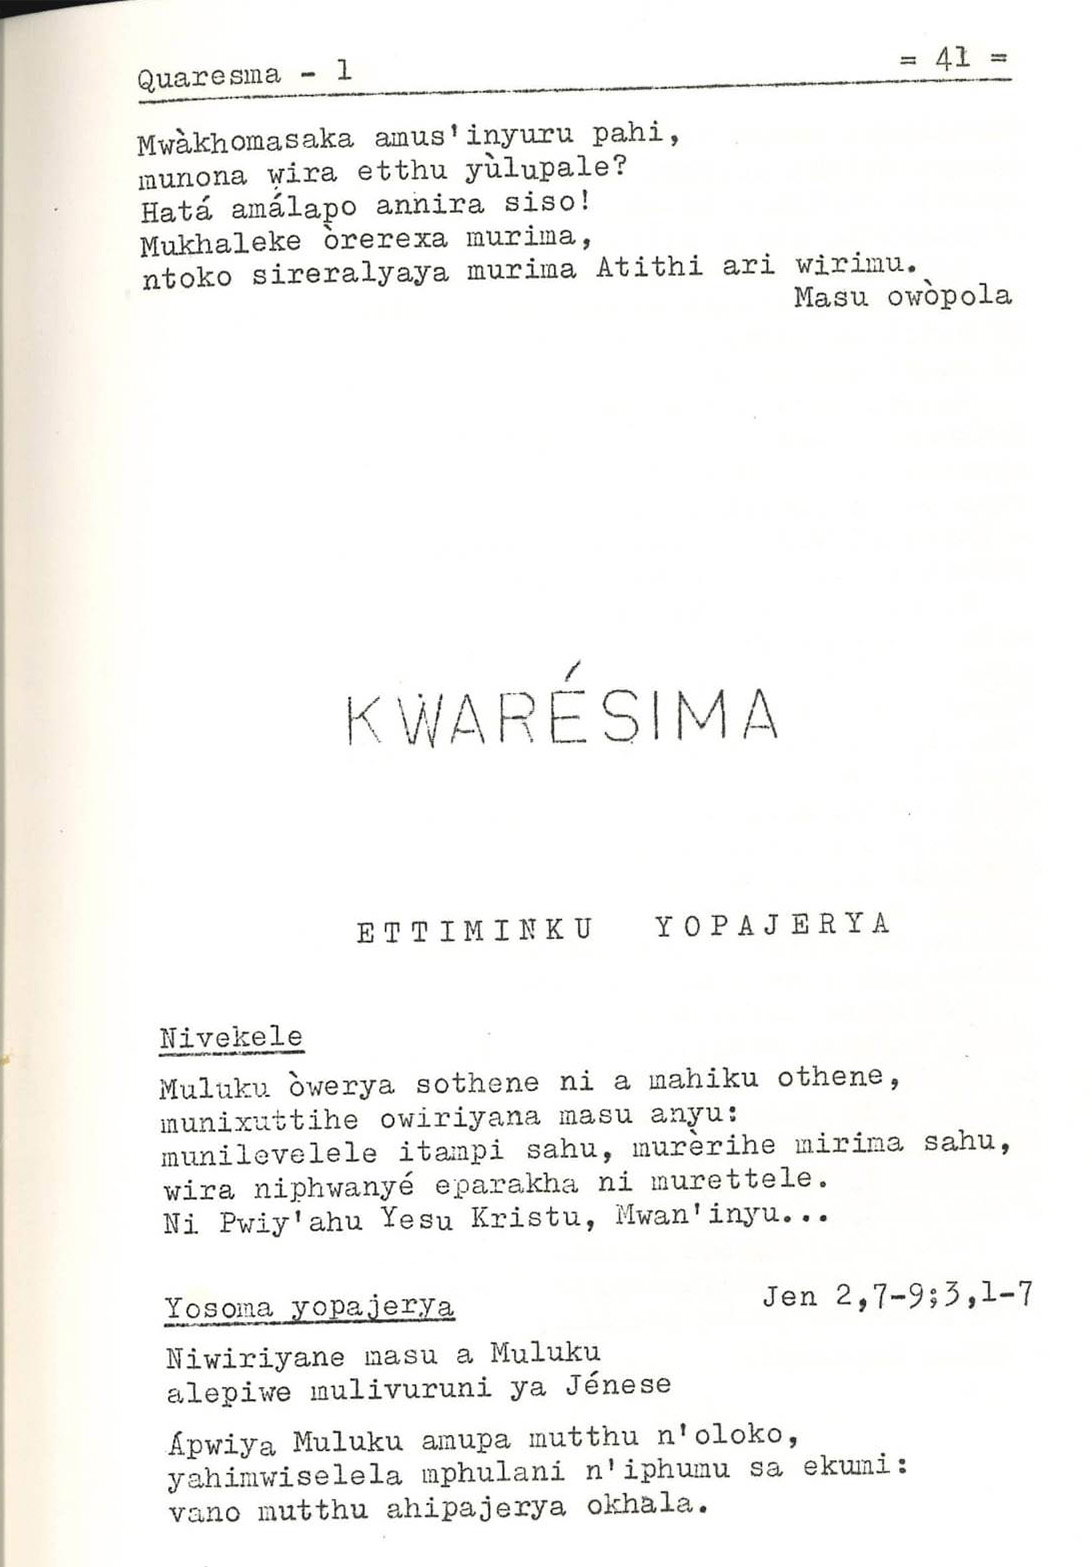 Quaresma - 1 = 41 =
Mwàkhomasaka amus'inyuru pahi,
munona wira etthu yùlupale?
Hatá amálapo annira siso!
Mukhaleke òrerexa murima,
ntoko sireralyaya murima Atithi ari wirimu.
Masu owòpola
KWARÉSIMA
ETTIMINKU YOPAJERYA
Nivekele
Muluku òwerya sothene ni a mahiku othene,
munixuttihe owiriyana masu anyu:
munilevelele itampi sahu, murèrihe mirima sahu,
wira niphwanyé eparakha ni murettele.
Ni Pwiy'ahu Yesu Kristu, Mwan'inyu...
Yosoma yopajerya Jen 2,7-9;3,1-7
Niwiriyane masu a Muluku
alepiwe mulivuruni ya Jénese
Ápwiya Muluku amupa mutthu n'oloko,
yahimwiselela mphulani n'iphumu sa ekumi:
vano mutthu ahipajerya okhala.